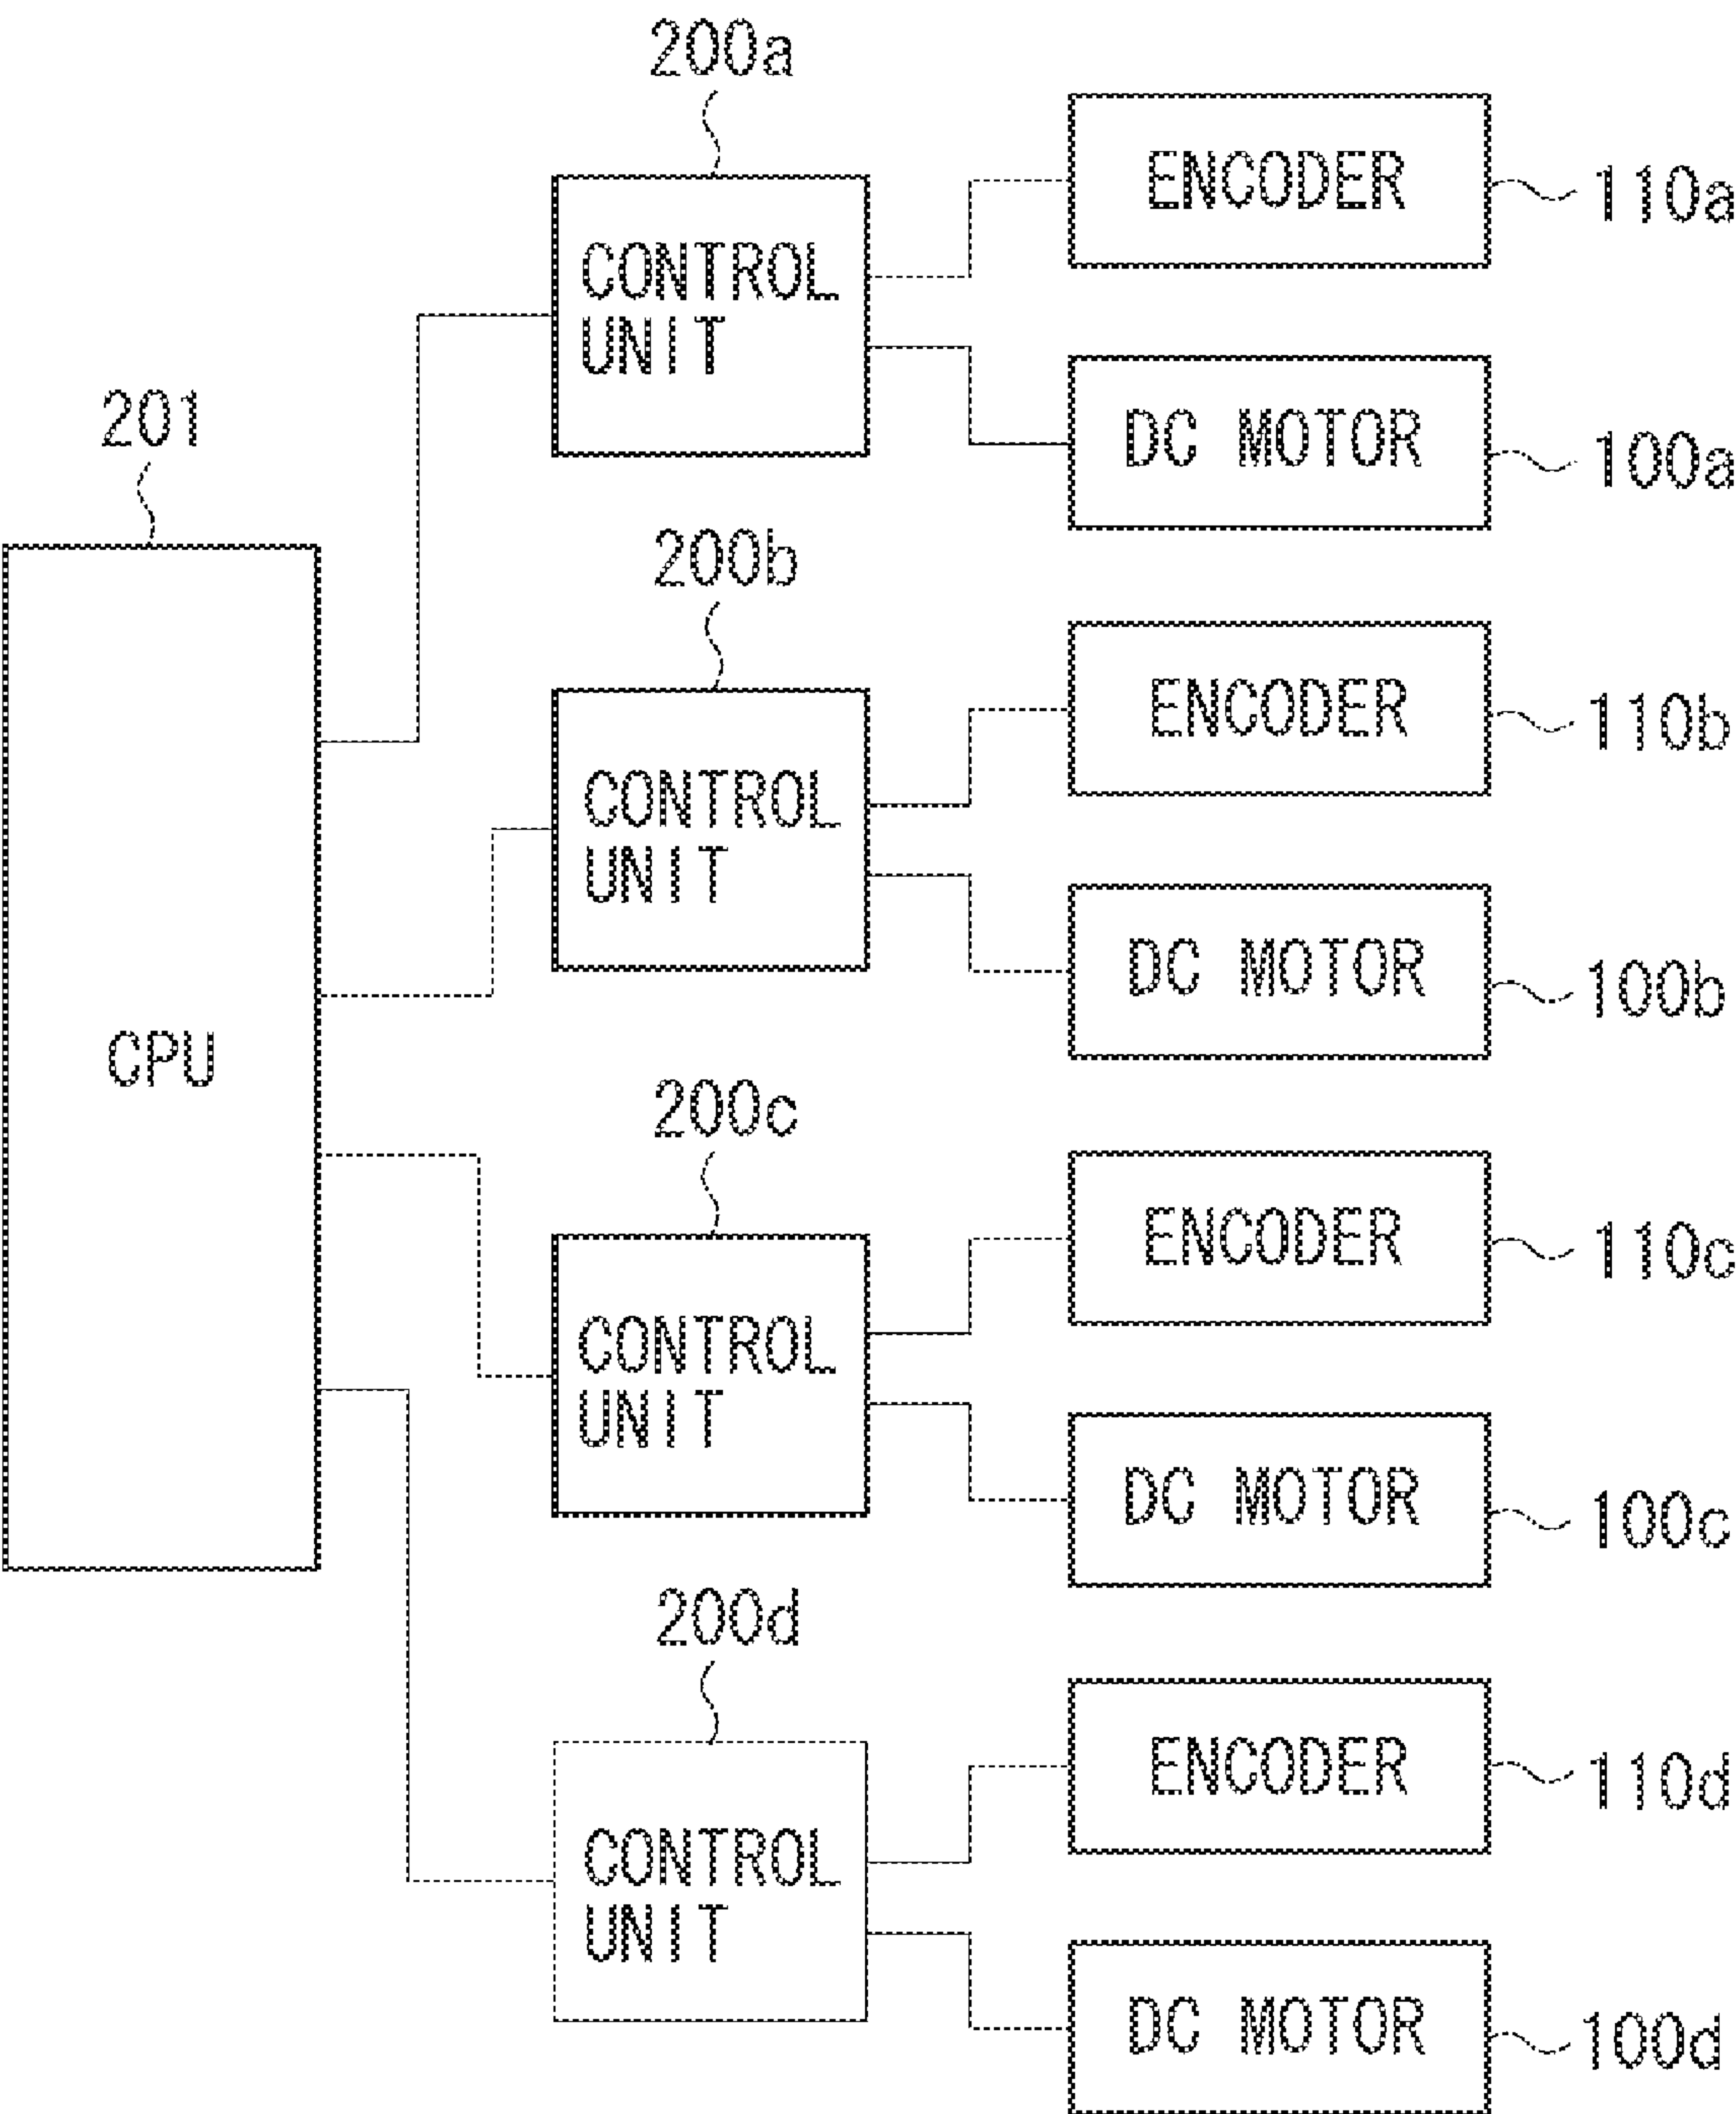 200a
ENCODER
110a
CONTROL
UNIT
201
DC MOTOR
100a
200b
ENCODER
110b
CONTROL
UNIT
DC MOTOR
100b
CPU
200c
ENCODER
110c
CONTROL
UNIT
DC MOTOR
100c
200d
ENCODER
110d
CONTROL
UNIT
DC MOTOR
100d